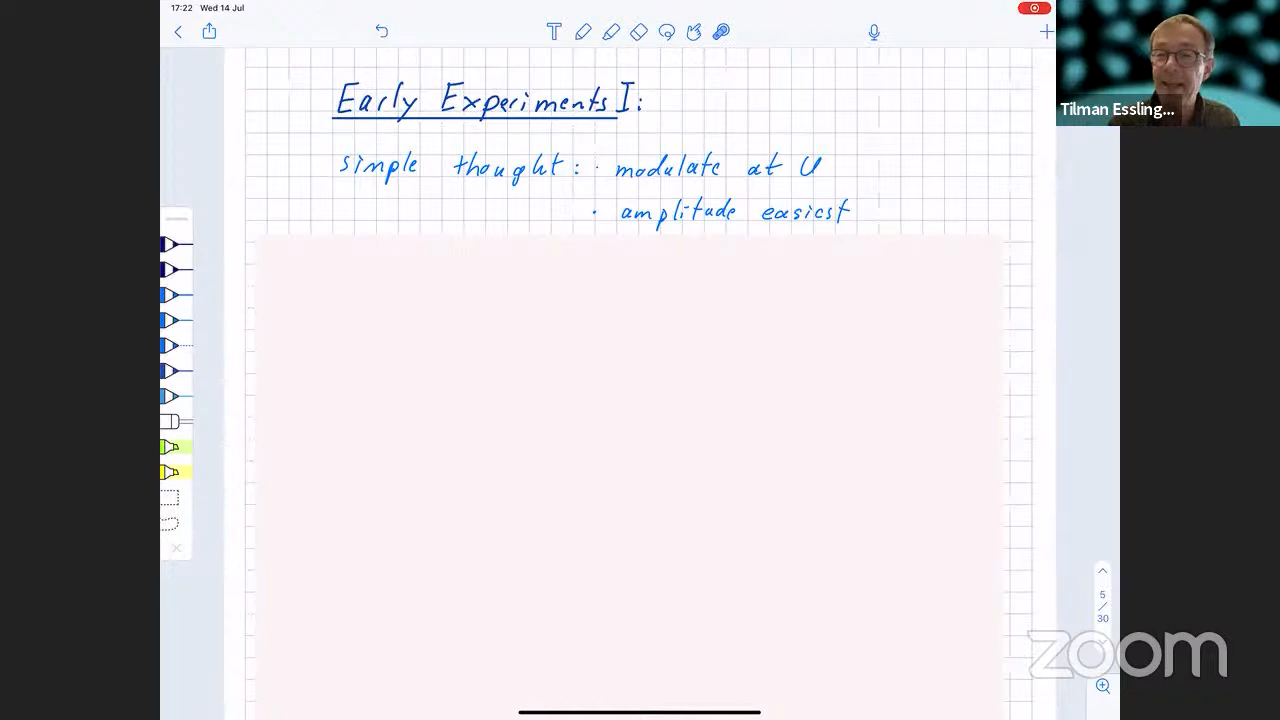 17:22 Wed 14 Jul
Early Experiments I:
simple thought: · modulate at U
· amplitude easiest
Tilman Essling...
5
/
30
zoom